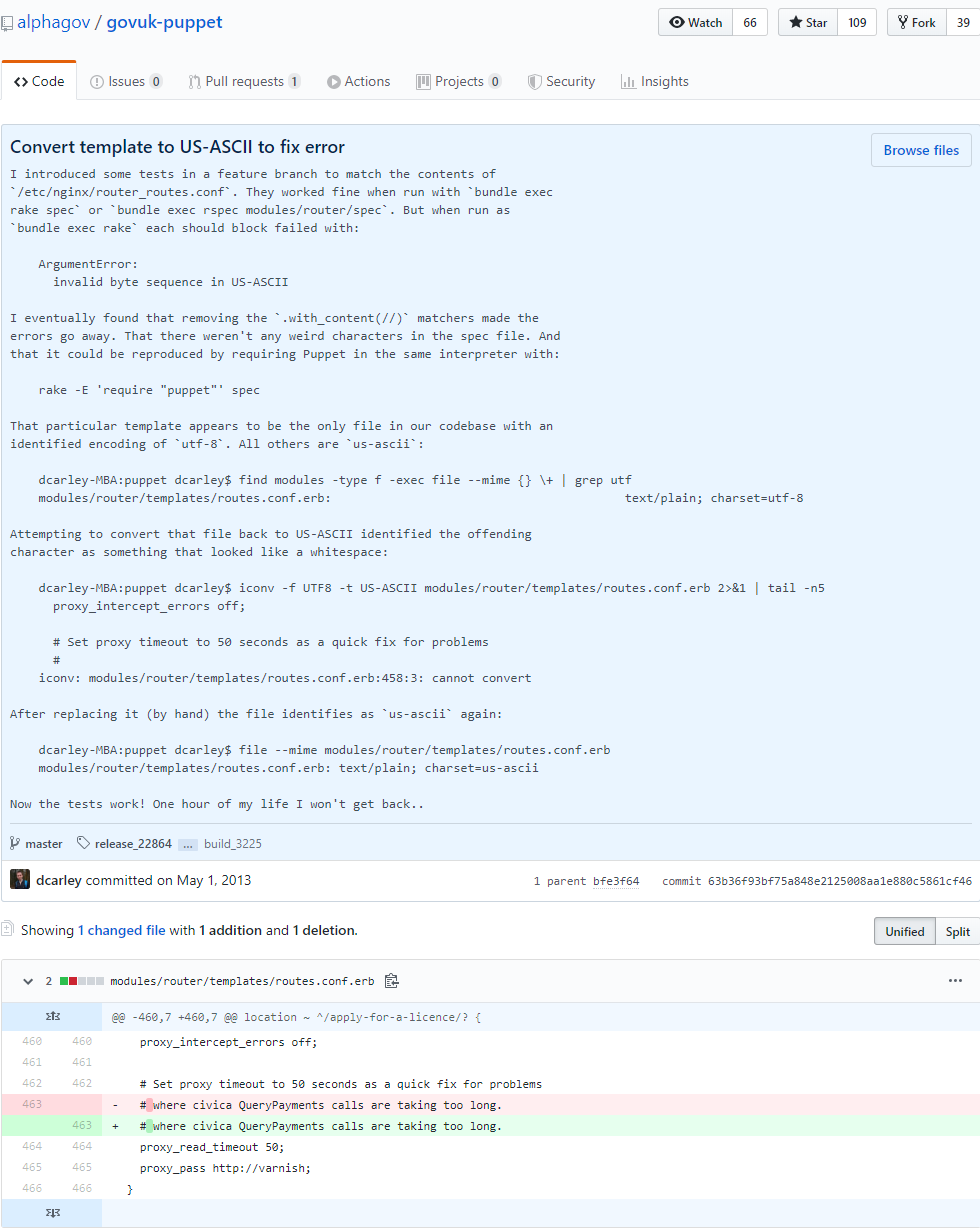 alphagov / govuk-puppet
Watch 66 Star 109 Fork 39
Code Issues 0 Pull requests 1 Actions Projects 0 Security Insights
Convert template to US-ASCII to fix error
Browse files
I introduced some tests in a feature branch to match the contents of
`/etc/nginx/router_routes.conf`. They worked fine when run with `bundle exec
rake spec` or `bundle exec rspec modules/router/spec`. But when run as
`bundle exec rake` each should block failed with:
ArgumentError:
invalid byte sequence in US-ASCII
I eventually found that removing the `.with_content(//)` matchers made the
errors go away. That there weren't any weird characters in the spec file. And
that it could be reproduced by requiring Puppet in the same interpreter with:
rake -E 'require "puppet"' spec
That particular template appears to be the only file in our codebase with an
identified encoding of `utf-8`. All others are `us-ascii`:
dcarley-MBA:puppet dcarley$ find modules -type f -exec file --mime {} \+ | grep utf
modules/router/templates/routes.conf.erb: text/plain; charset=utf-8
Attempting to convert that file back to US-ASCII identified the offending
character as something that looked like a whitespace:
dcarley-MBA:puppet dcarley$ iconv -f UTF8 -t US-ASCII modules/router/templates/routes.conf.erb 2>&1 | tail -n5
proxy_intercept_errors off;
# Set proxy timeout to 50 seconds as a quick fix for problems
#
iconv: modules/router/templates/routes.conf.erb:458:3: cannot convert
After replacing it (by hand) the file identifies as `us-ascii` again:
dcarley-MBA:puppet dcarley$ file --mime modules/router/templates/routes.conf.erb
modules/router/templates/routes.conf.erb: text/plain; charset=us-ascii
Now the tests work! One hour of my life I won't get back..
master release_22864 ... build_3225
dcarley committed on May 1, 2013 1 parent bfe3f64 commit 63b36f93bf75a848e2125008aa1e880c5861cf46
Showing 1 changed file with 1 addition and 1 deletion.
Unified Split
2 modules/router/templates/routes.conf.erb ...
@@ -460,7 +460,7 @@ location ~ ^/apply-for-a-licence/? {
460 460 proxy_intercept_errors off;
461 461
462 462 # Set proxy timeout to 50 seconds as a quick fix for problems
463 - # where civica QueryPayments calls are taking too long.
463 + # where civica QueryPayments calls are taking too long.
464 464 proxy_read_timeout 50;
465 465 proxy_pass http://varnish;
466 466 }